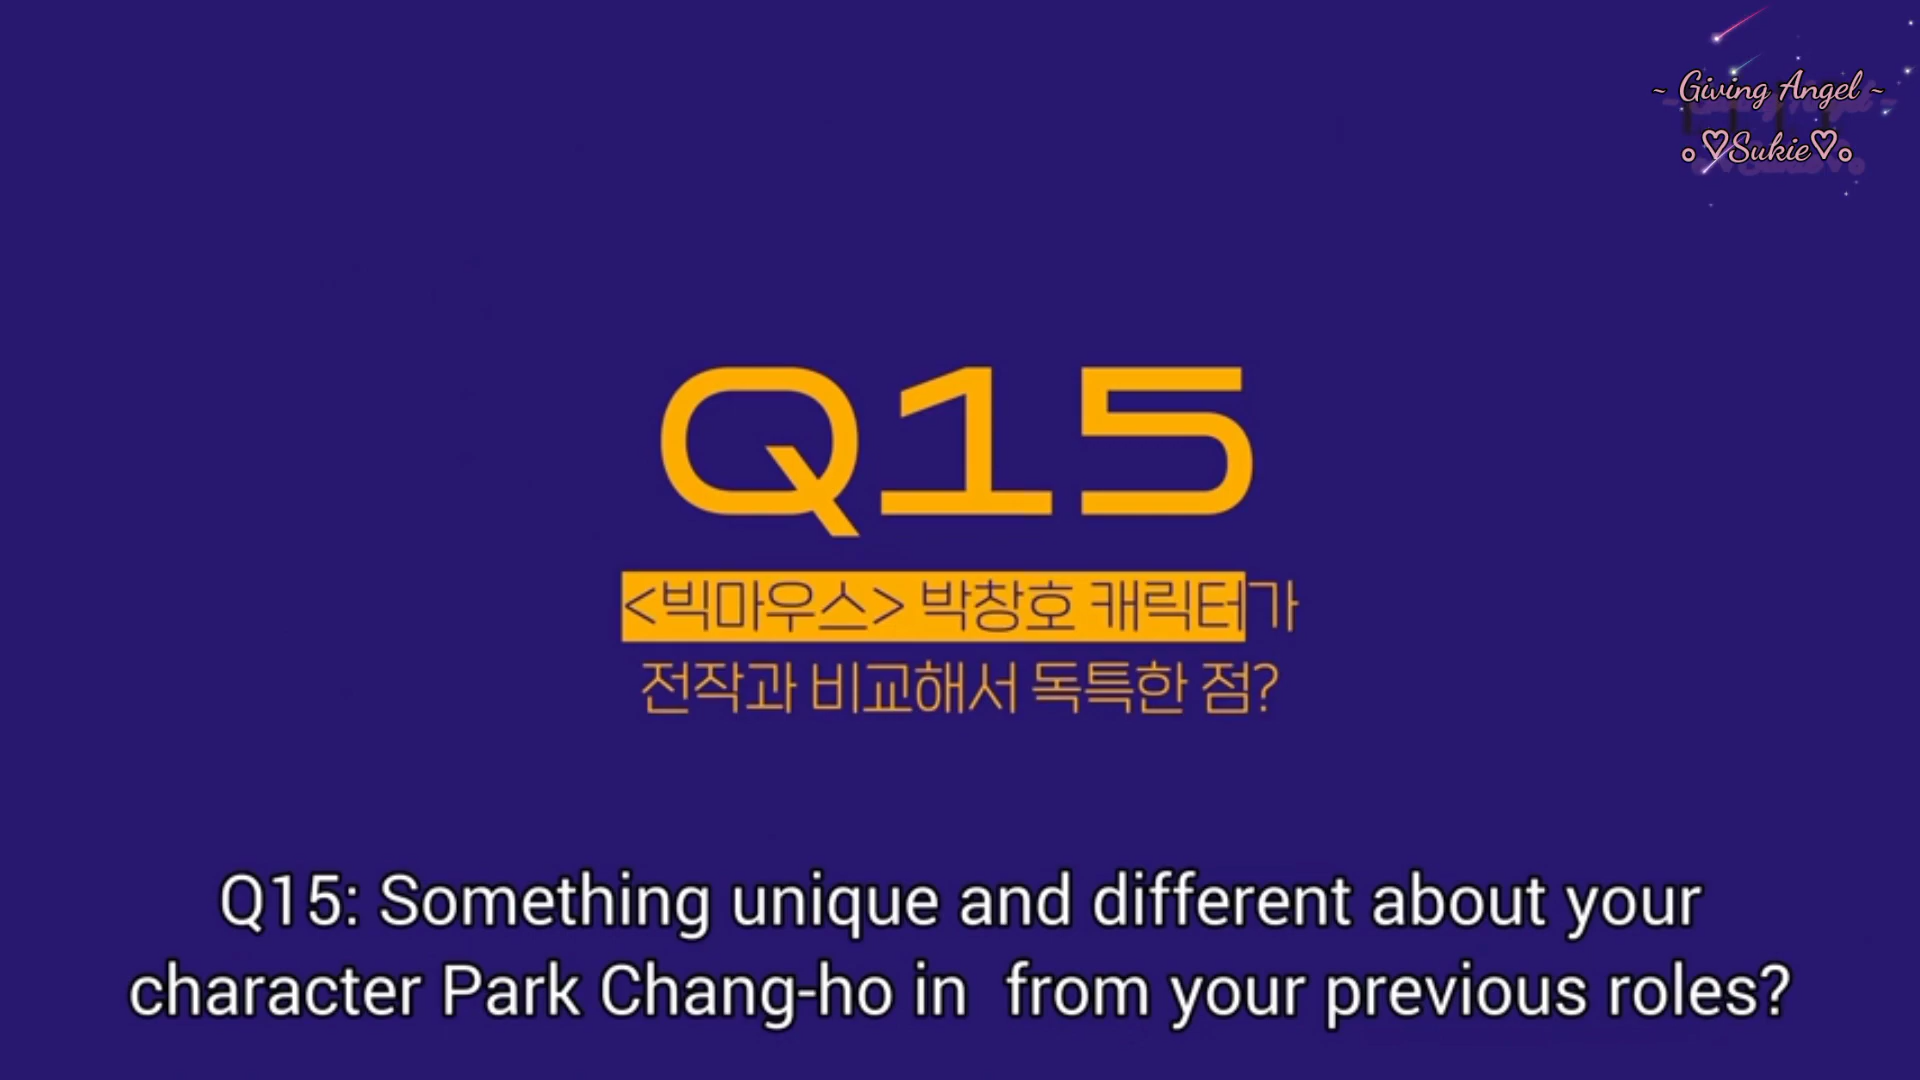 ~ Giving Angel ~
ₒ♡Sukie♡ₒ
Q15
<빅마우스> 박창호 캐릭터가
전작과 비교해서 독특한 점?
Q15: Something unique and different about your
character Park Chang-ho in  from your previous roles?